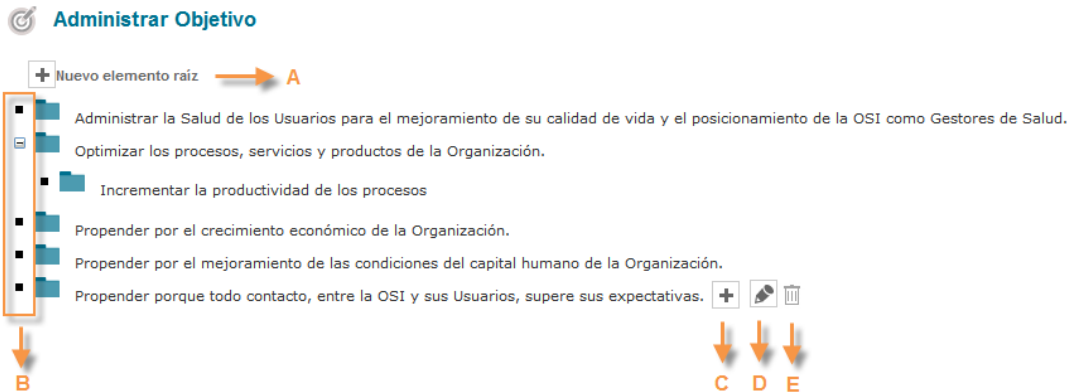 Administrar Objetivo
Nuevo elemento raíz A
Administrar la Salud de los Usuarios para el mejoramiento de su calidad de vida y el posicionamiento de la OSI como Gestores de Salud.
Optimizar los procesos, servicios y productos de la Organización.
Incrementar la productividad de los procesos
Propender por el crecimiento económico de la Organización.
Propender por el mejoramiento de las condiciones del capital humano de la Organización.
Propender porque todo contacto, entre la OSI y sus Usuarios, supere sus expectativas.
B C D E